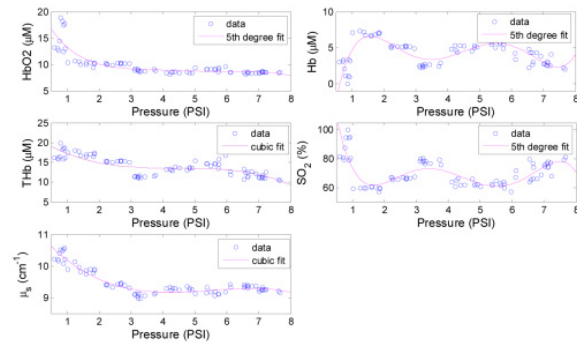 HbO2 (µM)
20
15
10
5
data
5th degree fit
1 2 3 4 5 6 7 8
Pressure (PSI)
Hb (µM)
10
5
0
data
5th degree fit
1 2 3 4 5 6 7 8
Pressure (PSI)
THb (µM)
25
20
15
10
5
data
cubic fit
1 2 3 4 5 6 7 8
Pressure (PSI)
SO2 (%)
100
80
60
data
5th degree fit
1 2 3 4 5 6 7 8
Pressure (PSI)
µs (cm-1)
11
10
9
data
cubic fit
1 2 3 4 5 6 7 8
Pressure (PSI)